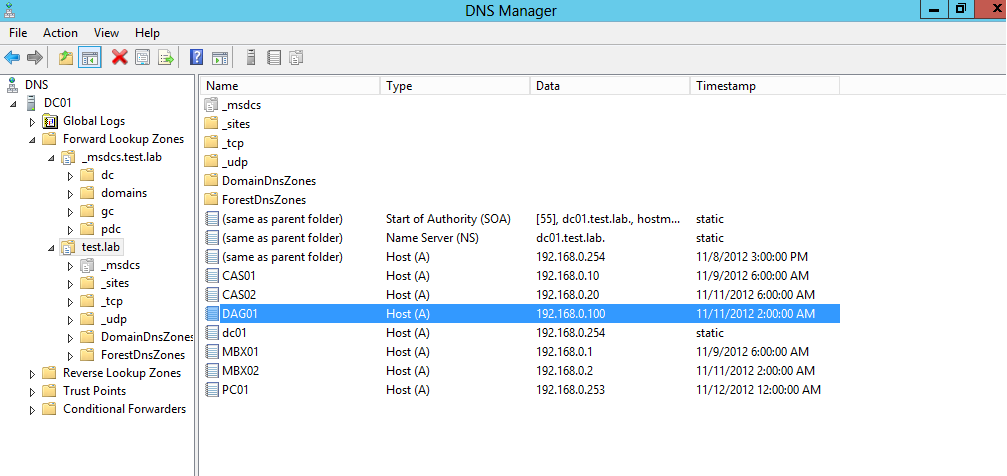 DNS Manager
File Action View Help
DNS
DC01
Global Logs
Forward Lookup Zones
_msdcs.test.lab
dc
domains
gc
pdc
test.lab
_msdcs
_sites
_tcp
_udp
DomainDnsZones
ForestDnsZones
Reverse Lookup Zones
Trust Points
Conditional Forwarders
Name Type Data Timestamp
_msdcs
_sites
_tcp
_udp
DomainDnsZones
ForestDnsZones
(same as parent folder) Start of Authority (SOA) [55], dc01.test.lab., hostm... static
(same as parent folder) Name Server (NS) dc01.test.lab. static
(same as parent folder) Host (A) 192.168.0.254 11/8/2012 3:00:00 PM
CAS01 Host (A) 192.168.0.10 11/9/2012 6:00:00 AM
CAS02 Host (A) 192.168.0.20 11/11/2012 6:00:00 AM
DAG01 Host (A) 192.168.0.100 11/11/2012 2:00:00 AM
dc01 Host (A) 192.168.0.254 static
MBX01 Host (A) 192.168.0.1 11/9/2012 6:00:00 AM
MBX02 Host (A) 192.168.0.2 11/11/2012 2:00:00 AM
PC01 Host (A) 192.168.0.253 11/12/2012 12:00:00 AM